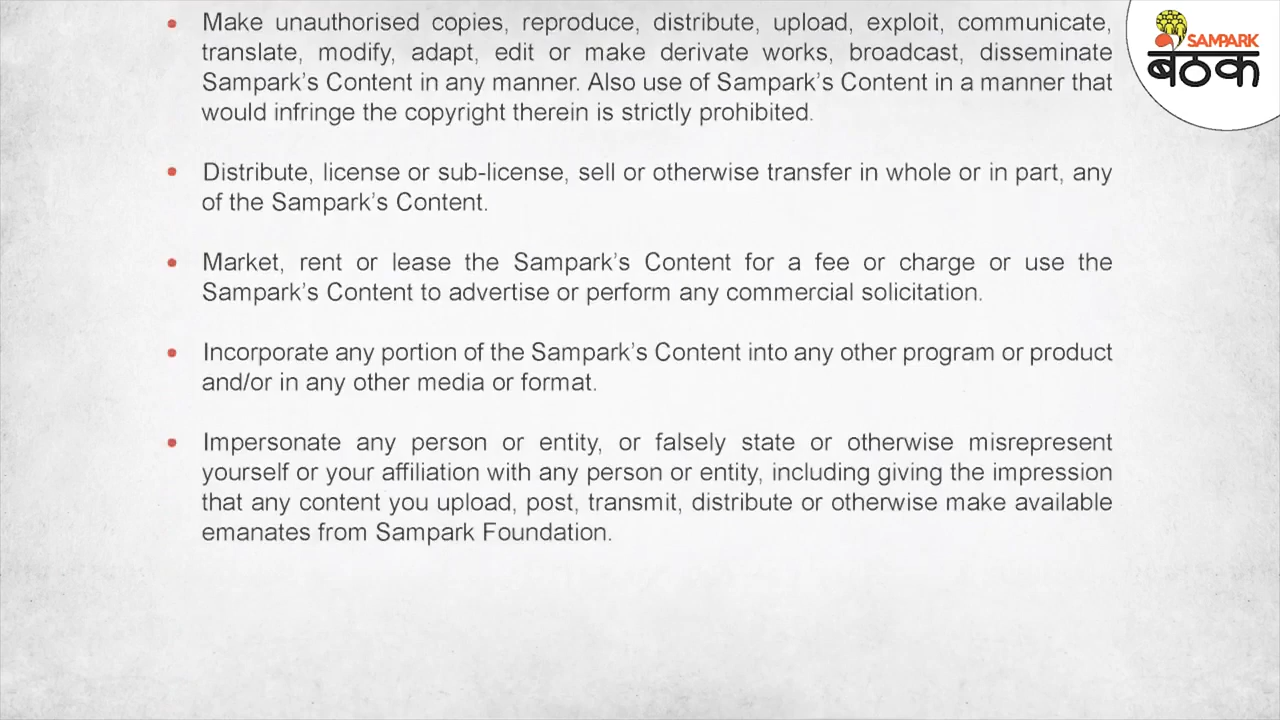 Make unauthorised copies, reproduce, distribute, upload, exploit, communicate,
translate, modify, adapt, edit or make derivate works, broadcast, disseminate
Sampark's Content in any manner. Also use of Sampark's Content in a manner that
would infringe the copyright therein is strictly prohibited.
Distribute, license or sub-license, sell or otherwise transfer in whole or in part, any
of the Sampark's Content.
Market, rent or lease the Sampark's Content for a fee or charge or use the
Sampark's Content to advertise or perform any commercial solicitation.
Incorporate any portion of the Sampark's Content into any other program or product
and/or in any other media or format.
Impersonate any person or entity, or falsely state or otherwise misrepresent
yourself or your affiliation with any person or entity, including giving the impression
that any content you upload, post, transmit, distribute or otherwise make available
emanates from Sampark Foundation.
SAMPARK
बैठक